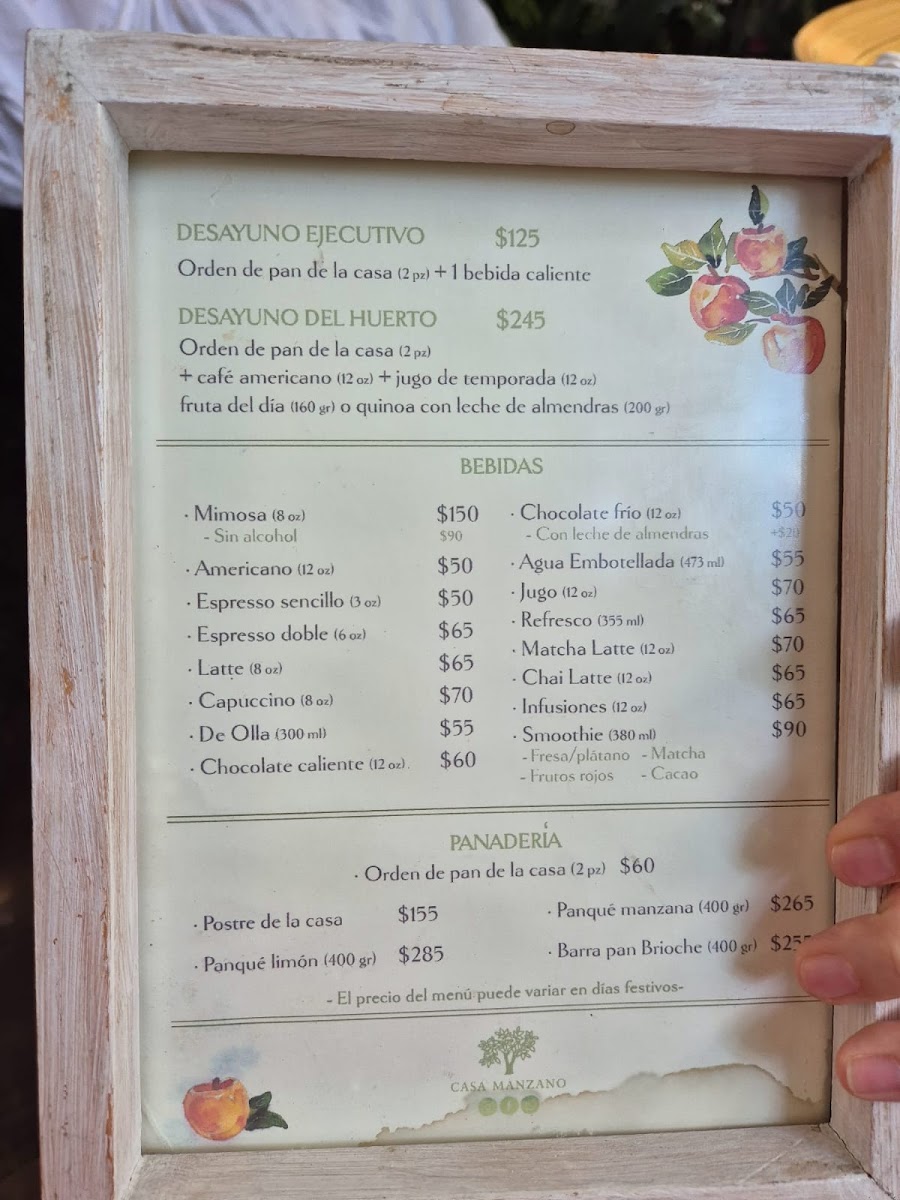 DESAYUNO EJECUTIVO $125
Orden de pan de la casa (2 pz) + 1 bebida caliente
DESAYUNO DEL HUERTO $245
Orden de pan de la casa (2 pz)
+ café americano (12 oz) + jugo de temporada (12 oz)
fruta del día (160 gr) o quinoa con leche de almendras (200 gr)
BEBIDAS
· Mimosa (8 oz) $150
- Sin alcohol $90
· Americano (12 oz) $50
· Espresso sencillo (3 oz) $50
· Espresso doble (6 oz) $65
· Latte (8 oz) $65
· Capuccino (8 oz) $70
· De Olla (300 ml) $55
· Chocolate caliente (12 oz). $60
· Chocolate frío (12 oz) $50
- Con leche de almendras +$20
· Agua Embotellada (473 ml) $55
· Jugo (12 oz) $70
· Refresco (355 ml) $65
· Matcha Latte (12 oz) $70
· Chai Latte (12 oz) $65
· Infusiones (12 oz) $65
· Smoothie (380 ml) $90
- Fresa/plátano - Matcha
- Frutos rojos - Cacao
PANADERÍA
· Orden de pan de la casa (2 pz) $60
· Postre de la casa $155
· Panqué limón (400 gr) $285
· Panqué manzana (400 gr) $265
· Barra pan Brioche (400 gr)
- El precio del menú puede variar en días festivos-
CASA MANZANO